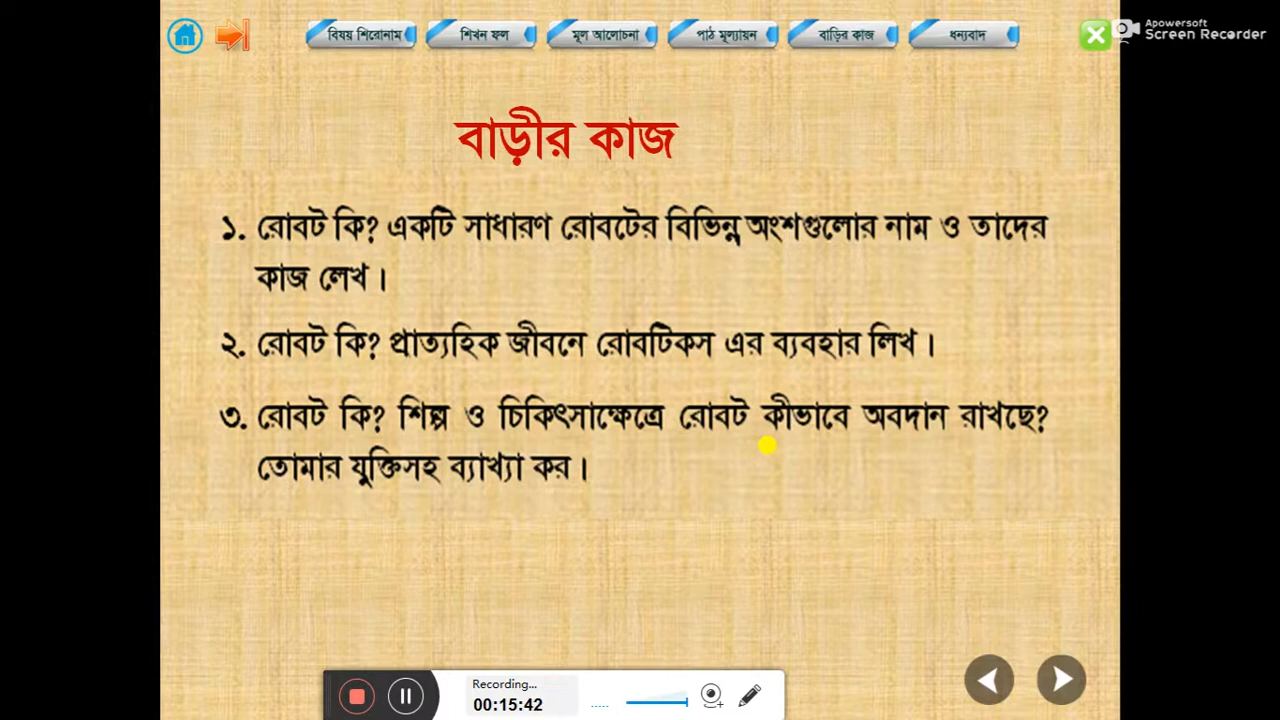 বিষয় শিরোনাম শিখন ফল মূল আলোচনা পাঠ মূল্যায়ন বাড়ির কাজ ধন্যবাদ
Apowersoft
Screen Recorder
বাড়ীর কাজ
১. রোবট কি? একটি সাধারণ রোবটের বিভিন্ন অংশগুলোর নাম ও তাদের
কাজ লেখ।
২. রোবট কি? প্রাত্যহিক জীবনে রোবটিকস এর ব্যবহার লিখ।
৩. রোবট কি? শিল্প ও চিকিৎসাক্ষেত্রে রোবট কীভাবে অবদান রাখছে?
তোমার যুক্তিসহ ব্যাখ্যা কর।
Recording...
00:15:42